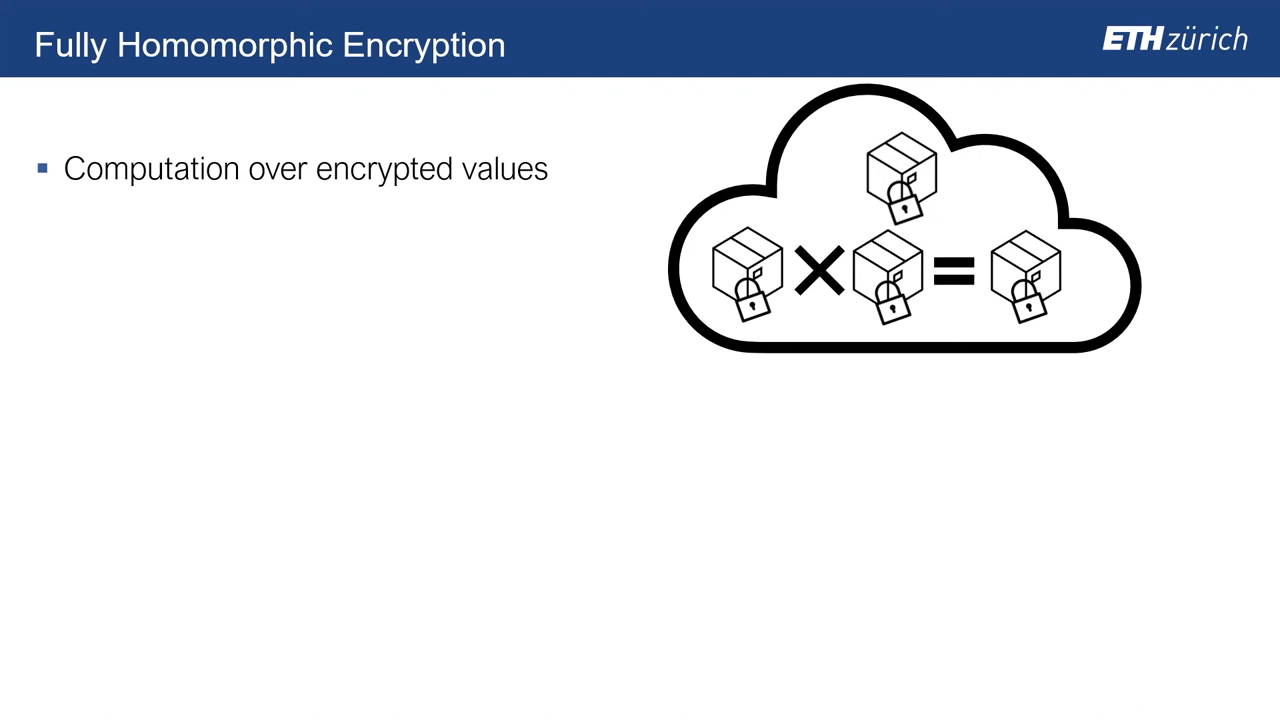 Fully Homomorphic Encryption
ETH zürich
Computation over encrypted values